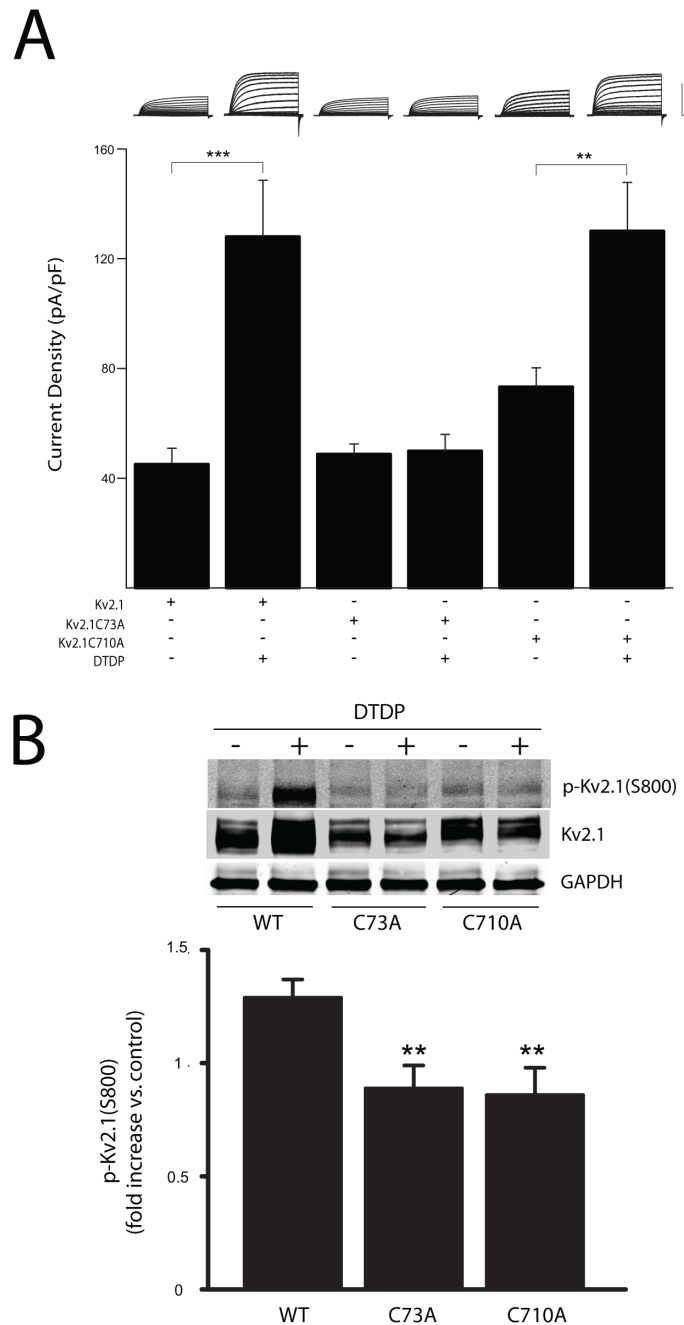 A
160
***
**
120
80
40
Current Density (pA/pF)
Kv2.1 + + - - - -
Kv2.1C73A - - + + - -
Kv2.1C710A - - - - + +
DTDP - + - + - +
B
DTDP
- + - + - +
p-Kv2.1(S800)
Kv2.1
GAPDH
WT C73A C710A
1.5.
1.
0.5
0
p-Kv2.1(S800)
(fold increase vs. control)
** **
WT C73A C710A